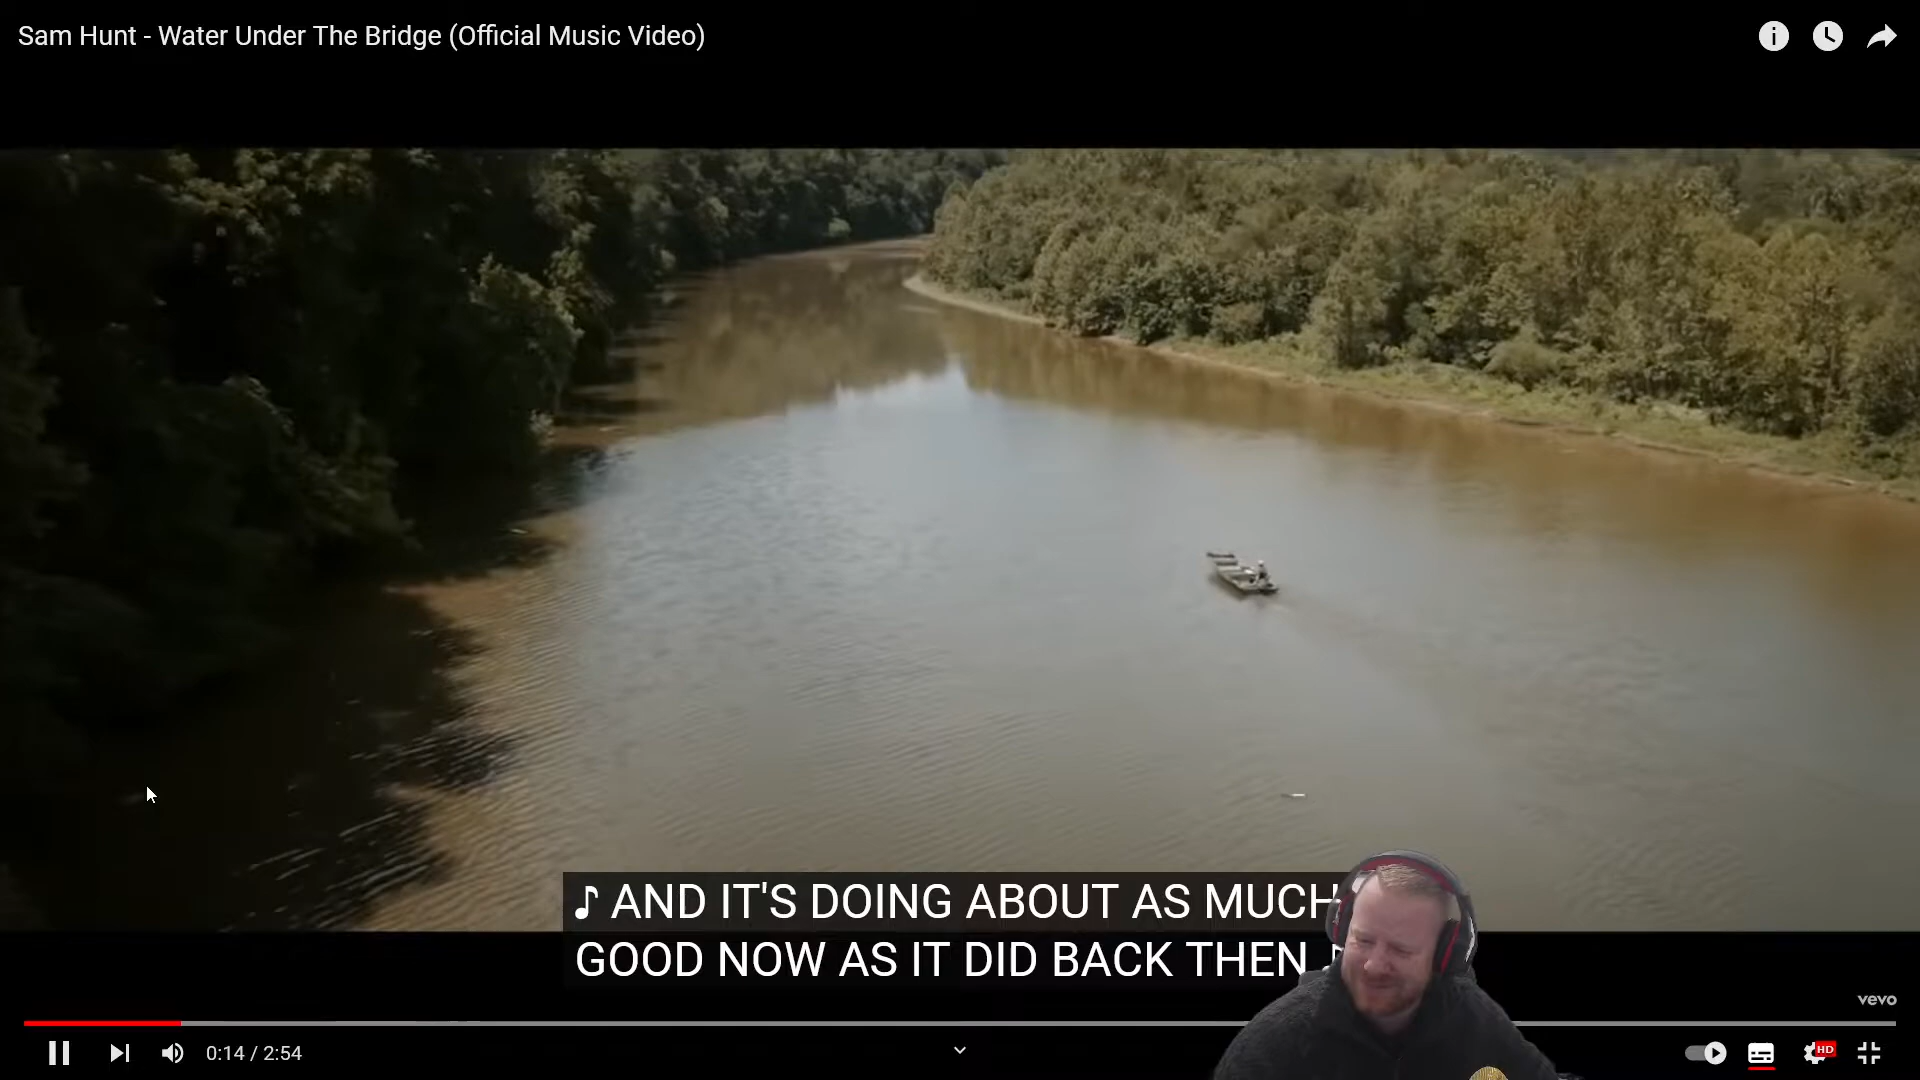 Sam Hunt - Water Under The Bridge (Official Music Video)
♪ AND IT'S DOING ABOUT AS MUCH
GOOD NOW AS IT DID BACK THEN
vevo
0:14 / 2:54
HD